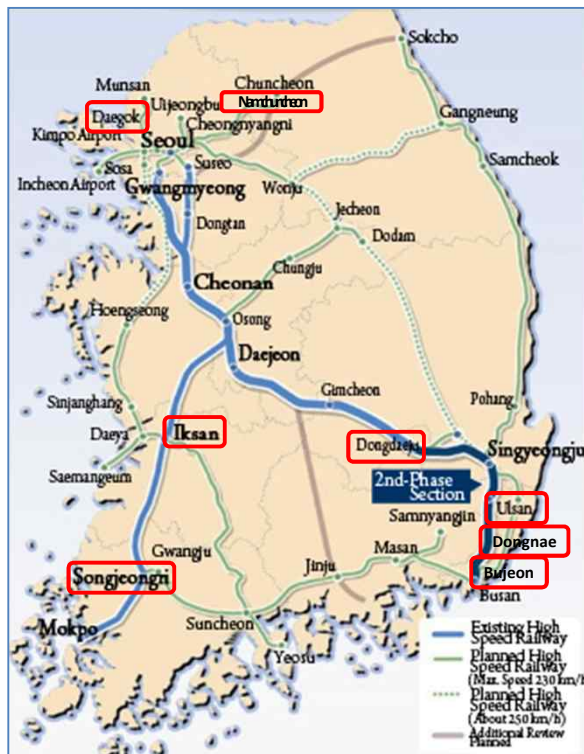 Sokcho
Munsan
Chuncheon
Uijeongbu
Namchuncheon
Daegok
Cheongnyangni
Gangneung
Kimpo Airport
Seoul
Samcheok
Sosa
Suseo
Incheon Airport
Gwangmyeong
Wonju
Dongtan
Jecheon
Dodam
Chungju
Cheonan
Hoengseong
Osong
Daejeon
Gimcheon
Sinjanghang
Pohang
Daeya
Iksan
Dongdaegu
Singyeongju
Saemangeum
2nd-Phase
Section
Ulsan
Samnyangjin
Dongnae
Gwangju
Masan
Songjeongri
Jinju
Bujeon
Busan
Suncheon
Mokpo
Yeosu
Existing High
Speed Railway
Planned High
Speed Railway
(Max. Speed 230 km/h
Planned High
Speed Railway
(About 250 km/h)
Additional Review
Planned